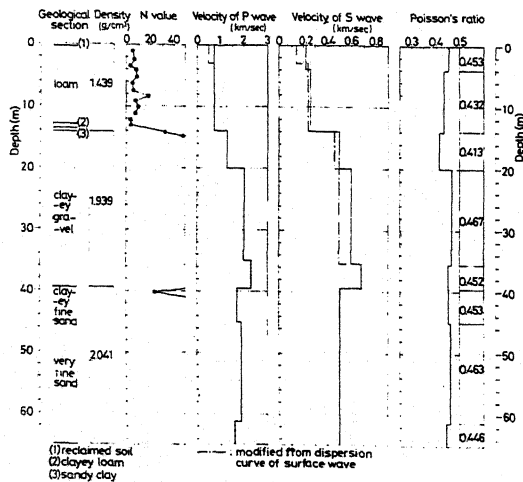 Geological section
Density (g/cm³)
N value
Velocity of P wave (km/sec)
Velocity of S wave (km/sec)
Poisson's ratio
0 20 40
0 1 2 3
0 0.2 0.4 0.6 0.8
0.3 0.4 0.5
Depth(m)
0
10
20
30
40
50
60
(1)
loam
1.439
(2)
(3)
clay-
-ey
gra-
-vel
1.939
clay-
-ey
fine
sand
very
fine
sand
2.041
0.453
0.432
0.413
0.467
0.452
0.453
0.463
0.446
0
10
20
30
40
50
60
Depth(m)
(1)reclaimed soil
(2)clayey loam
(3)sandy clay
: modified from dispersion
curve of surface wave